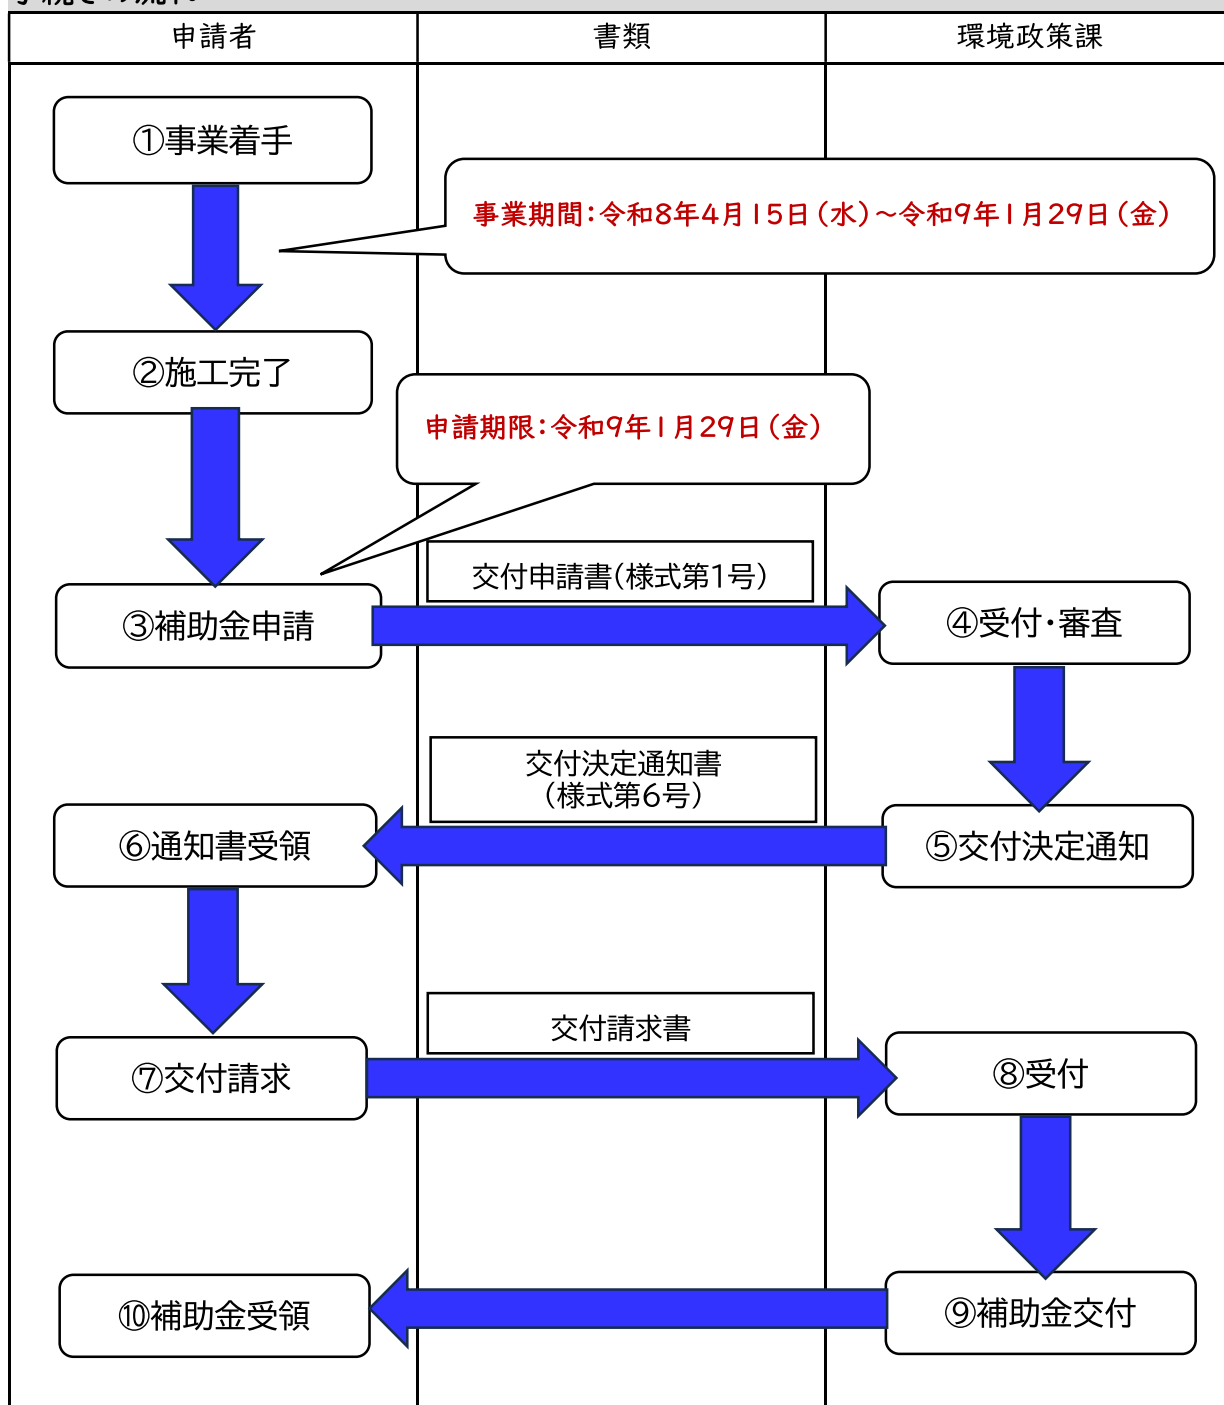 申請者
書類
環境政策課
①事業着手
事業期間：令和8年4月15日（水）～令和9年1月29日（金）
②施工完了
申請期限：令和9年1月29日（金）
交付申請書（様式第1号）
③補助金申請
④受付・審査
交付決定通知書
（様式第6号）
⑥通知書受領
⑤交付決定通知
交付請求書
⑦交付請求
⑧受付
⑩補助金受領
⑨補助金交付